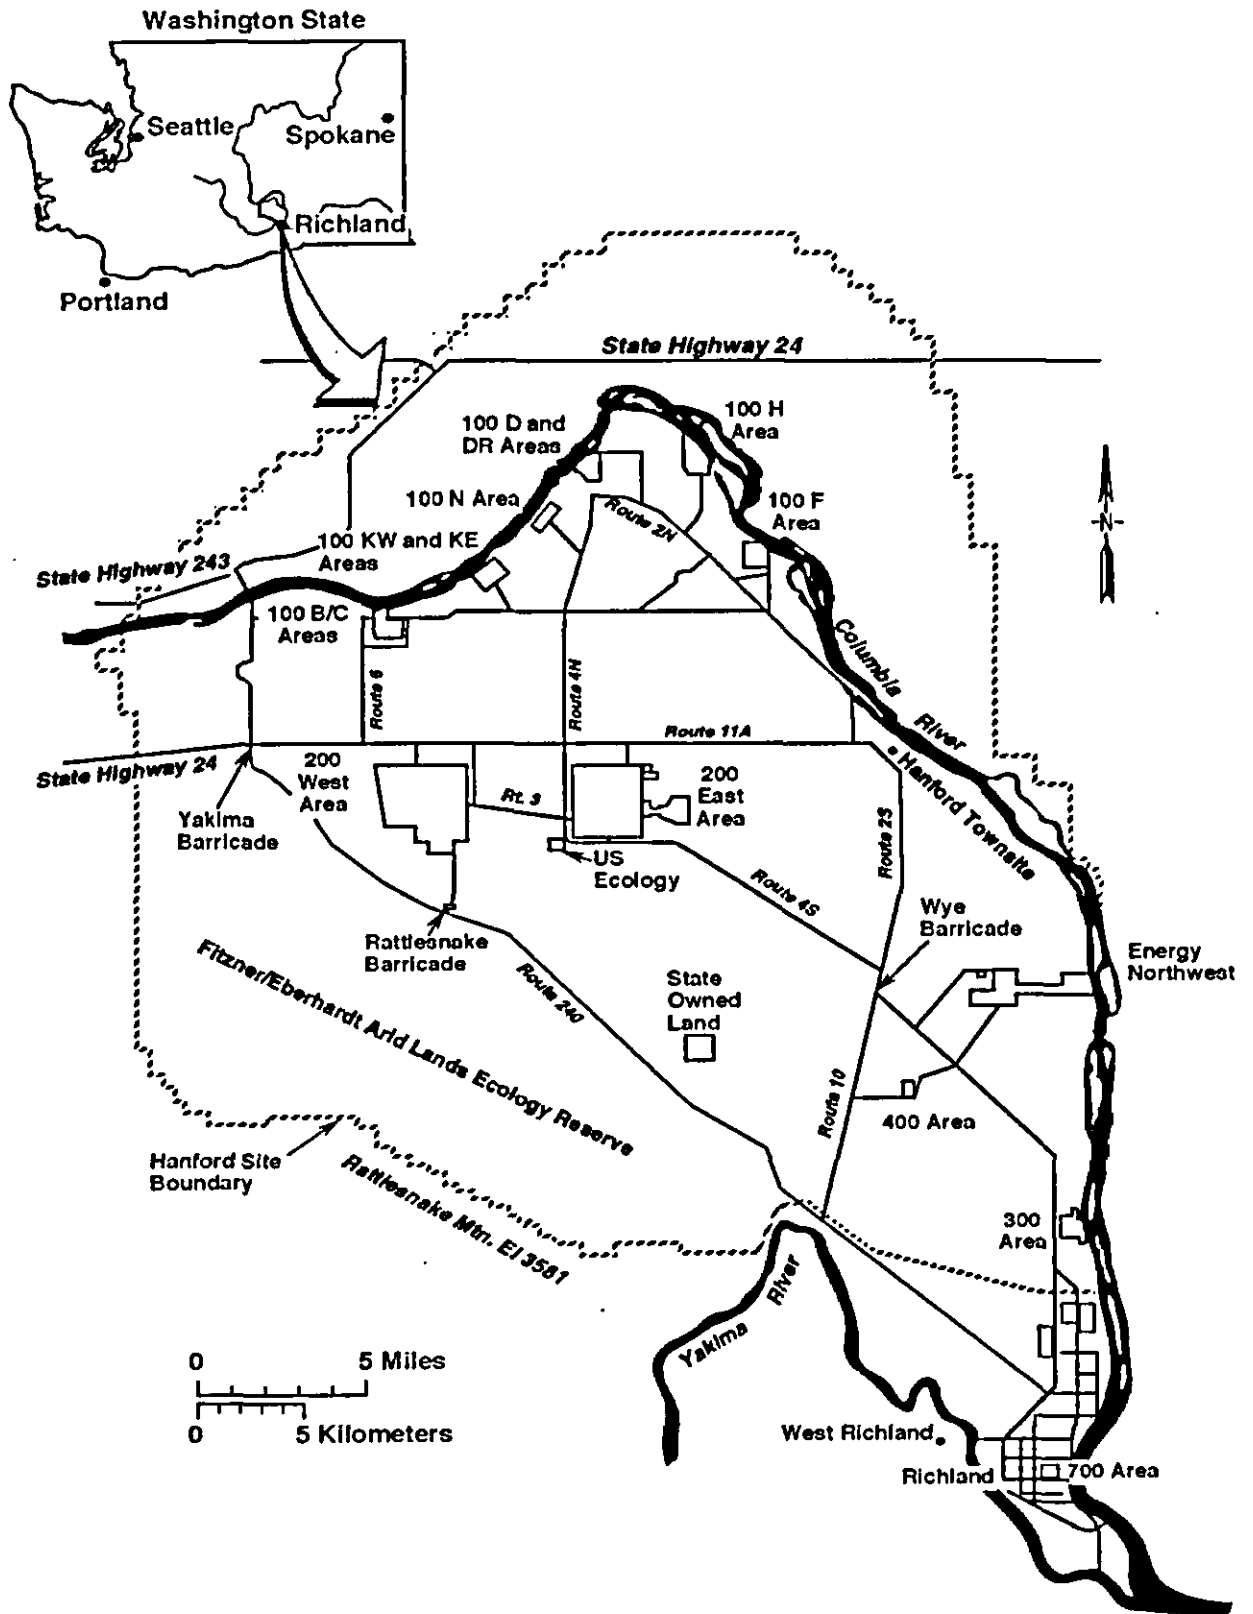 Washington State
Seattle
Spokane
Richland
Portland
State Highway 24
100 H
Area
100 D and
DR Areas
100 N Area
100 F
Area
Route 2H
100 KW and KE
Areas
State Highway 243
N
100 B/C
Areas
Columbia
River
Route 6
Route 4N
Route 11A
State Highway 24
200
West
Area
200
East
Area
Rt. 3
Hanford Townsite
Yakima
Barricade
US
Ecology
Route 2S
Route 4S
Wye
Barricade
Rattlesnake
Barricade
Energy
Northwest
Fitzner/Eberhardt Arid Lands Ecology Reserve
Route 240
State
Owned
Land
Route 10
400 Area
Hanford Site
Boundary
Rattlesnake Mtn. El 3581
300
Area
Yakima
River
0
5 Miles
0
5 Kilometers
West Richland
Richland
700 Area